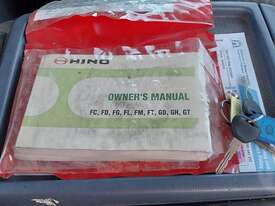 HINO
OWNER'S MANUAL
FC, FD, FG, FL, FM, FT, GD, GH, GT